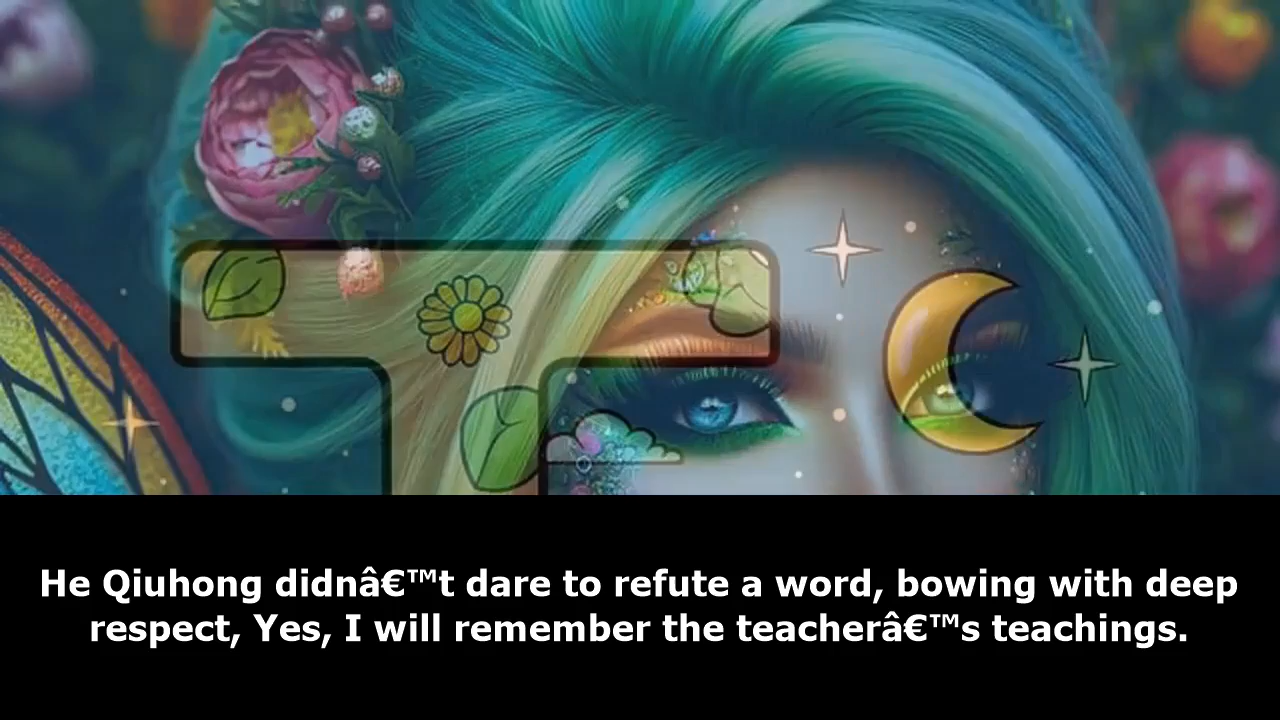 He Qiuhong didnâ€™t dare to refute a word, bowing with deep
respect, Yes, I will remember the teacherâ€™s teachings.